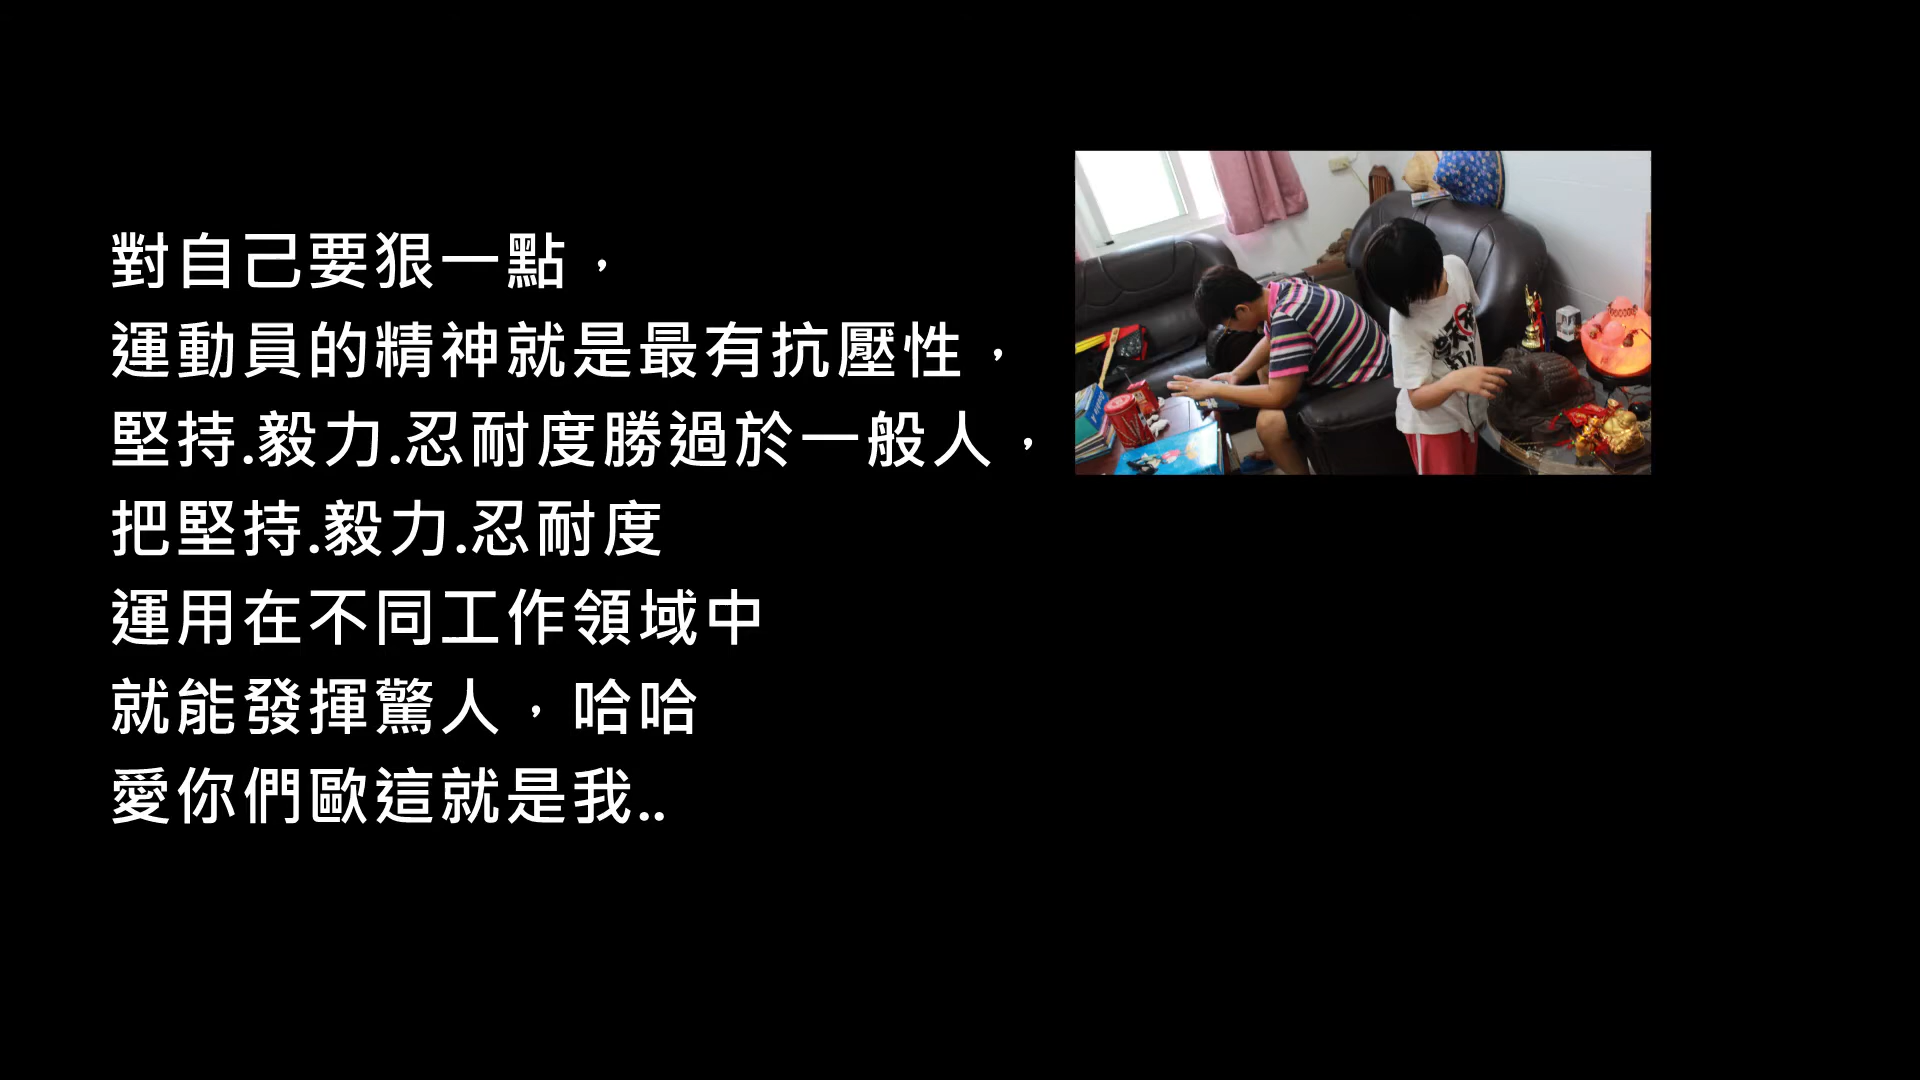 對自己要狠一點，
運動員的精神就是最有抗壓性，
堅持.毅力.忍耐度勝過於一般人，
把堅持.毅力.忍耐度
運用在不同工作領域中
就能發揮驚人，哈哈
愛你們歐這就是我..